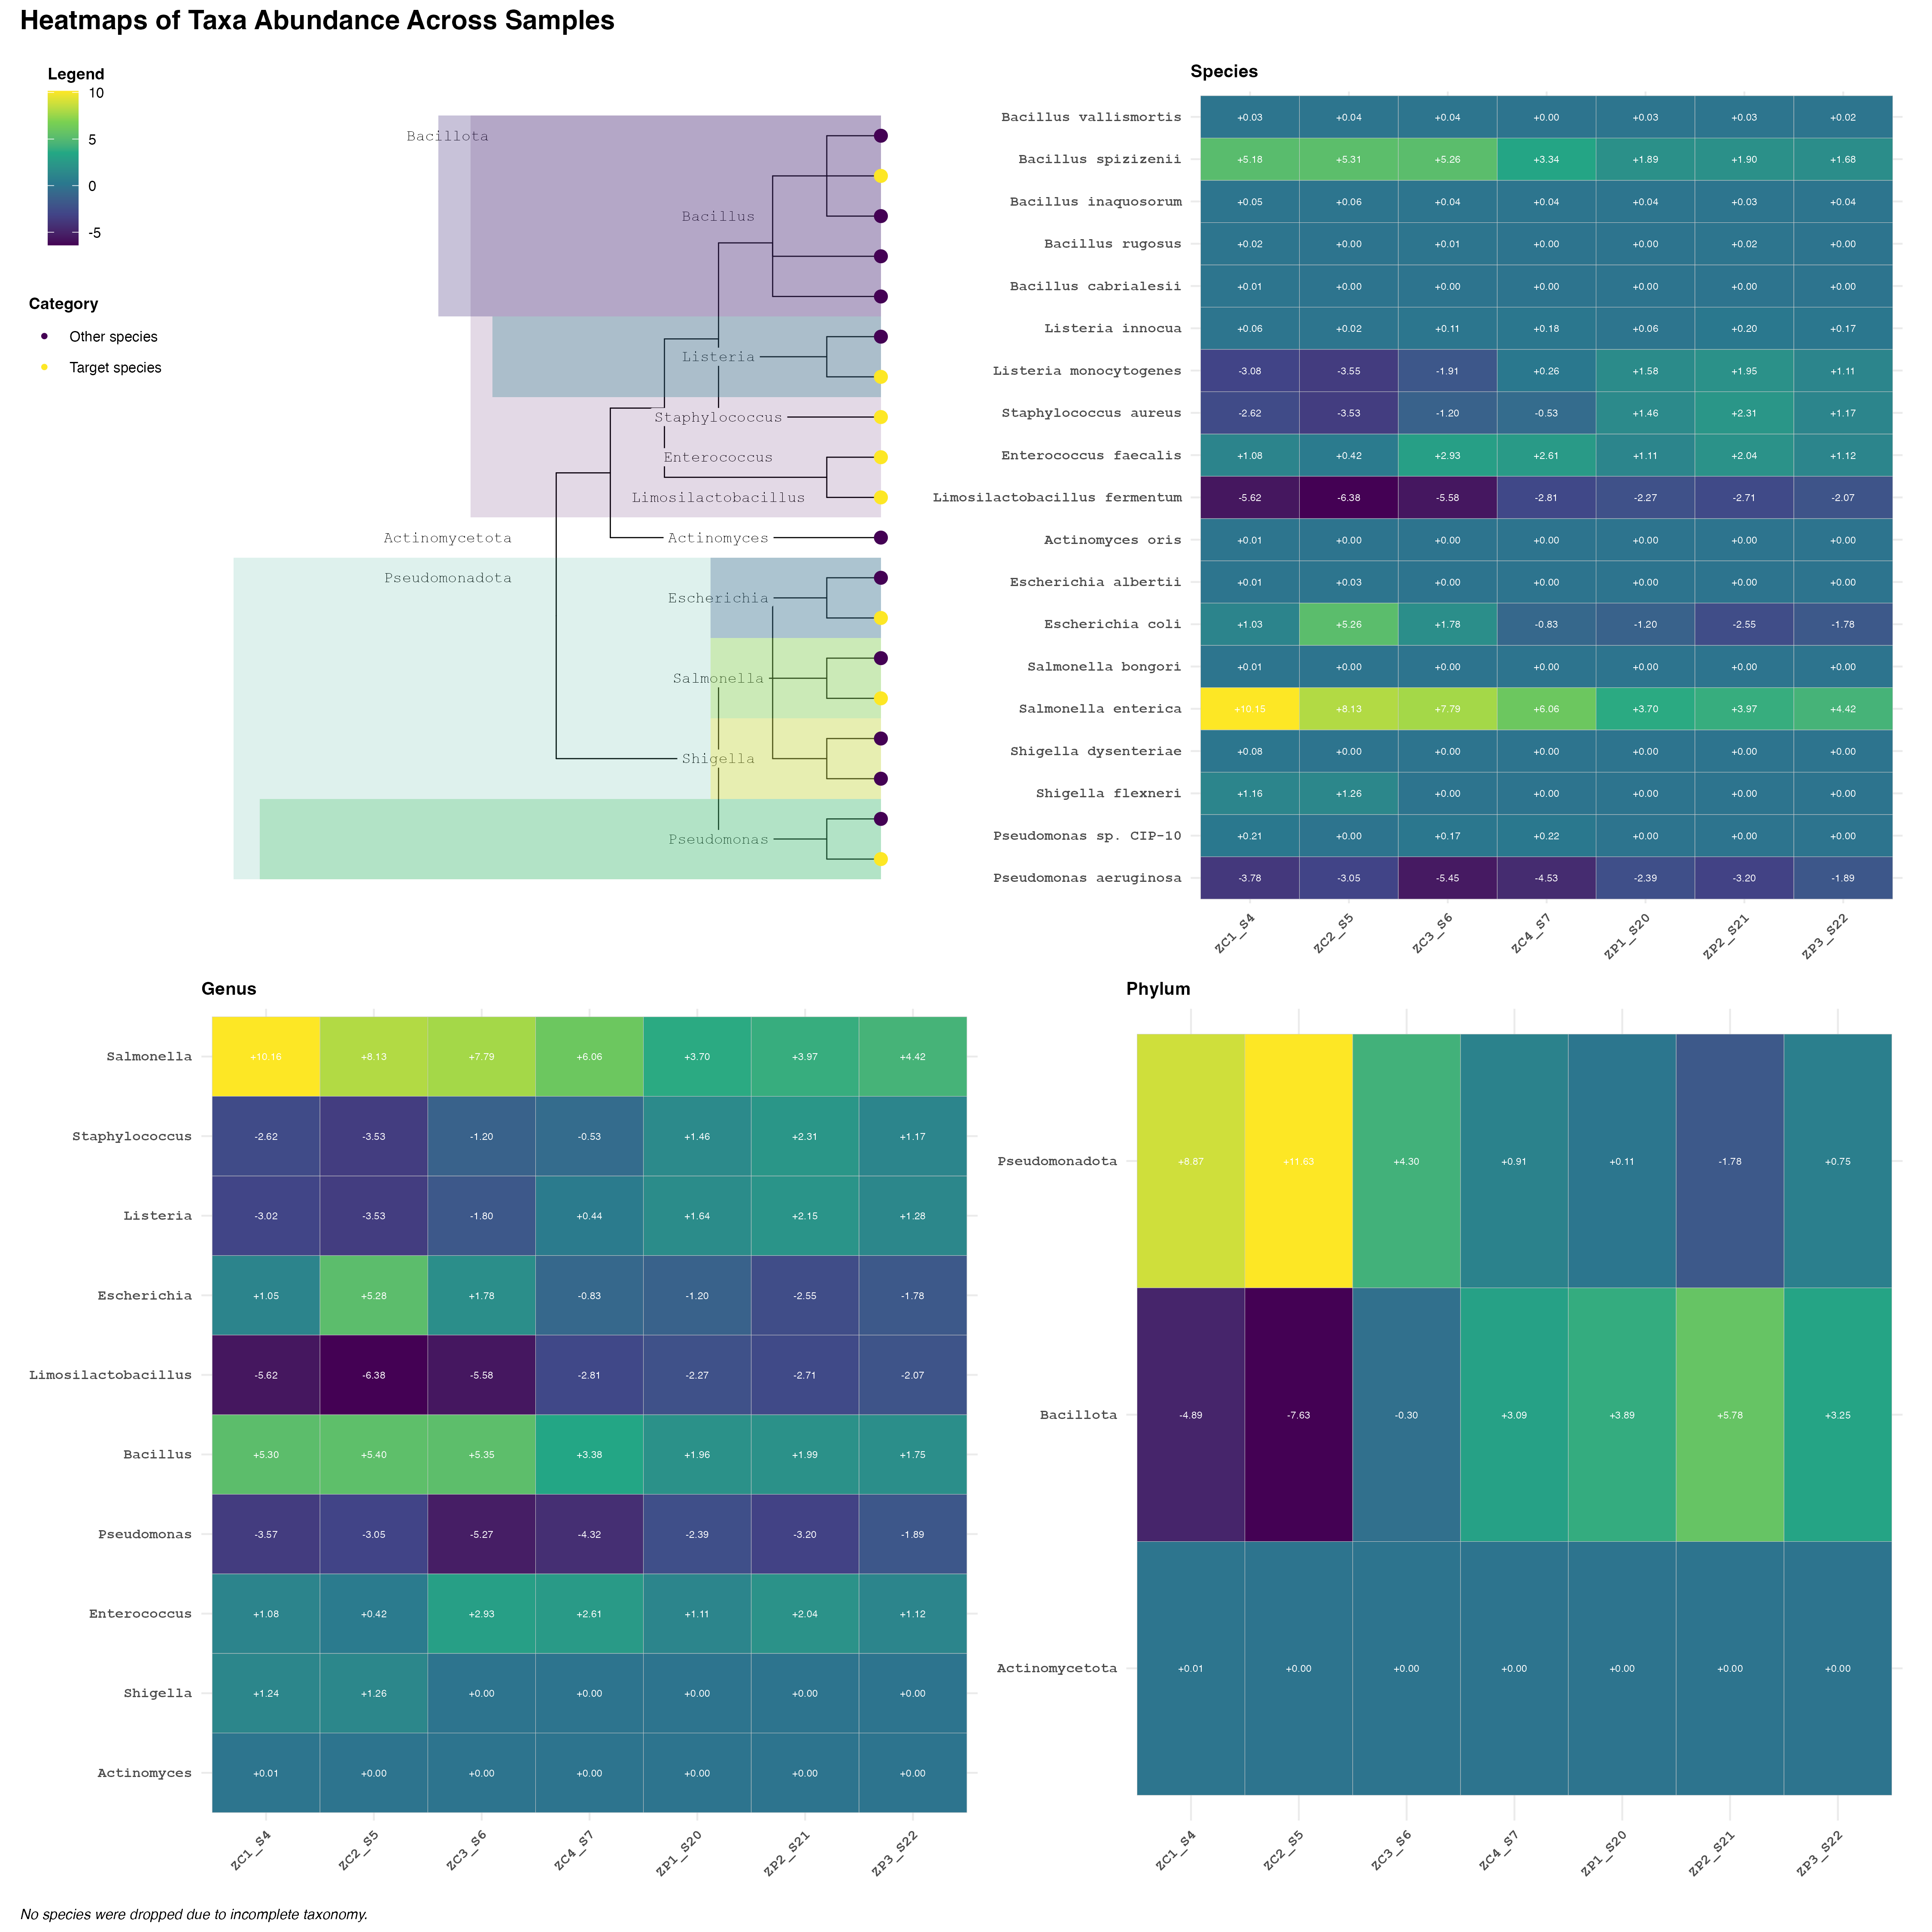 Heatmaps of Taxa Abundance Across Samples
Legend
10
5
0
-5
Category
Other species
Target species
Bacillota
Bacillus
Listeria
Staphylococcus
Enterococcus
Limosilactobacillus
Actinomycetota
Actinomyces
Pseudomonadota
Escherichia
Salmonella
Shigella
Pseudomonas
Species
Bacillus vallismortis +0.03 +0.04 +0.04 +0.00 +0.03 +0.03 +0.02
Bacillus spizizenii +5.18 +5.31 +5.26 +3.34 +1.89 +1.90 +1.68
Bacillus inaquosorum +0.05 +0.06 +0.04 +0.04 +0.04 +0.03 +0.04
Bacillus rugosus +0.02 +0.00 +0.01 +0.00 +0.00 +0.02 +0.00
Bacillus cabrialesii +0.01 +0.00 +0.00 +0.00 +0.00 +0.00 +0.00
Listeria innocua +0.06 +0.02 +0.11 +0.18 +0.06 +0.20 +0.17
Listeria monocytogenes -3.08 -3.55 -1.91 +0.26 +1.58 +1.95 +1.11
Staphylococcus aureus -2.62 -3.53 -1.20 -0.53 +1.46 +2.31 +1.17
Enterococcus faecalis +1.08 +0.42 +2.93 +2.61 +1.11 +2.04 +1.12
Limosilactobacillus fermentum -5.62 -6.38 -5.58 -2.81 -2.27 -2.71 -2.07
Actinomyces oris +0.01 +0.00 +0.00 +0.00 +0.00 +0.00 +0.00
Escherichia albertii +0.01 +0.03 +0.00 +0.00 +0.00 +0.00 +0.00
Escherichia coli +1.03 +5.26 +1.78 -0.83 -1.20 -2.55 -1.78
Salmonella bongori +0.01 +0.00 +0.00 +0.00 +0.00 +0.00 +0.00
Salmonella enterica +10.15 +8.13 +7.79 +6.06 +3.70 +3.97 +4.42
Shigella dysenteriae +0.08 +0.00 +0.00 +0.00 +0.00 +0.00 +0.00
Shigella flexneri +1.16 +1.26 +0.00 +0.00 +0.00 +0.00 +0.00
Pseudomonas sp. CIP-10 +0.21 +0.00 +0.17 +0.22 +0.00 +0.00 +0.00
Pseudomonas aeruginosa -3.78 -3.05 -5.45 -4.53 -2.39 -3.20 -1.89
ZC1_S4 ZC2_S5 ZC3_S6 ZC4_S7 ZP1_S20 ZP2_S21 ZP3_S22
Genus
Salmonella +10.16 +8.13 +7.79 +6.06 +3.70 +3.97 +4.42
Staphylococcus -2.62 -3.53 -1.20 -0.53 +1.46 +2.31 +1.17
Listeria -3.02 -3.53 -1.80 +0.44 +1.64 +2.15 +1.28
Escherichia +1.05 +5.28 +1.78 -0.83 -1.20 -2.55 -1.78
Limosilactobacillus -5.62 -6.38 -5.58 -2.81 -2.27 -2.71 -2.07
Bacillus +5.30 +5.40 +5.35 +3.38 +1.96 +1.99 +1.75
Pseudomonas -3.57 -3.05 -5.27 -4.32 -2.39 -3.20 -1.89
Enterococcus +1.08 +0.42 +2.93 +2.61 +1.11 +2.04 +1.12
Shigella +1.24 +1.26 +0.00 +0.00 +0.00 +0.00 +0.00
Actinomyces +0.01 +0.00 +0.00 +0.00 +0.00 +0.00 +0.00
ZC1_S4 ZC2_S5 ZC3_S6 ZC4_S7 ZP1_S20 ZP2_S21 ZP3_S22
Phylum
Pseudomonadota +8.87 +11.63 +4.30 +0.91 +0.11 -1.78 +0.75
Bacillota -4.89 -7.63 -0.30 +3.09 +3.89 +5.78 +3.25
Actinomycetota +0.01 +0.00 +0.00 +0.00 +0.00 +0.00 +0.00
ZC1_S4 ZC2_S5 ZC3_S6 ZC4_S7 ZP1_S20 ZP2_S21 ZP3_S22
No species were dropped due to incomplete taxonomy.